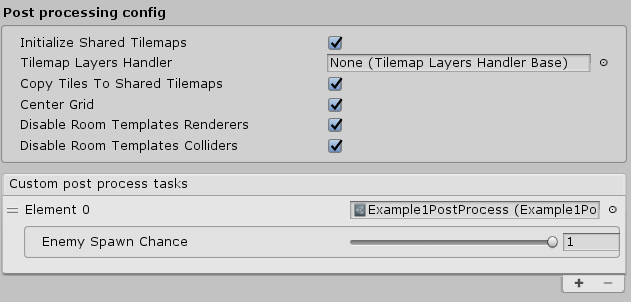 Post processing config
Initialize Shared Tilemaps
Tilemap Layers Handler None (Tilemap Layers Handler Base)
Copy Tiles To Shared Tilemaps
Center Grid
Disable Room Templates Renderers
Disable Room Templates Colliders
Custom post process tasks
Element 0 Example1PostProcess (Example1Po
Enemy Spawn Chance 1
+ −